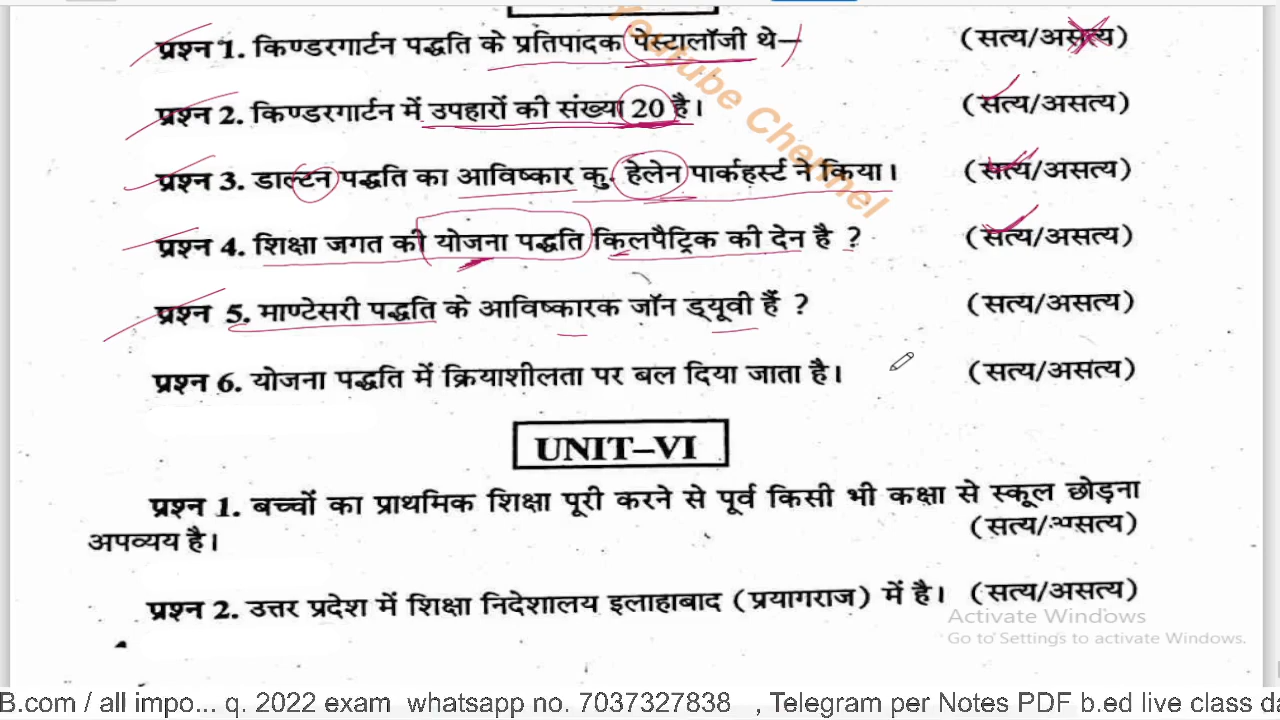 प्रश्न 1. किण्डरगार्टन पद्धति के प्रतिपादक पेस्टालॉजी थे– (सत्य/असत्य)
प्रश्न 2. किण्डरगार्टन में उपहारों की संख्या 20 है। (सत्य/असत्य)
प्रश्न 3. डाल्टन पद्धति का आविष्कार कु. हेलेन पार्कहर्स्ट ने किया। (सत्य/असत्य)
प्रश्न 4. शिक्षा जगत की योजना पद्धति किलपैट्रिक की देन है ? (सत्य/असत्य)
प्रश्न 5. माण्टेसरी पद्धति के आविष्कारक जॉन ड्यूवी हैं ? (सत्य/असत्य)
प्रश्न 6. योजना पद्धति में क्रियाशीलता पर बल दिया जाता है। (सत्य/असत्य)
Youtube Chennel
UNIT–VI
प्रश्न 1. बच्चों का प्राथमिक शिक्षा पूरी करने से पूर्व किसी भी कक्षा से स्कूल छोड़ना
अपव्यय है। (सत्य/असत्य)
प्रश्न 2. उत्तर प्रदेश में शिक्षा निदेशालय इलाहाबाद (प्रयागराज) में है। (सत्य/असत्य)
Activate Windows
Go to Settings to activate Windows.
B.com / all impo... q. 2022 exam whatsapp no. 7037327838 , Telegram per Notes PDF b.ed live class da